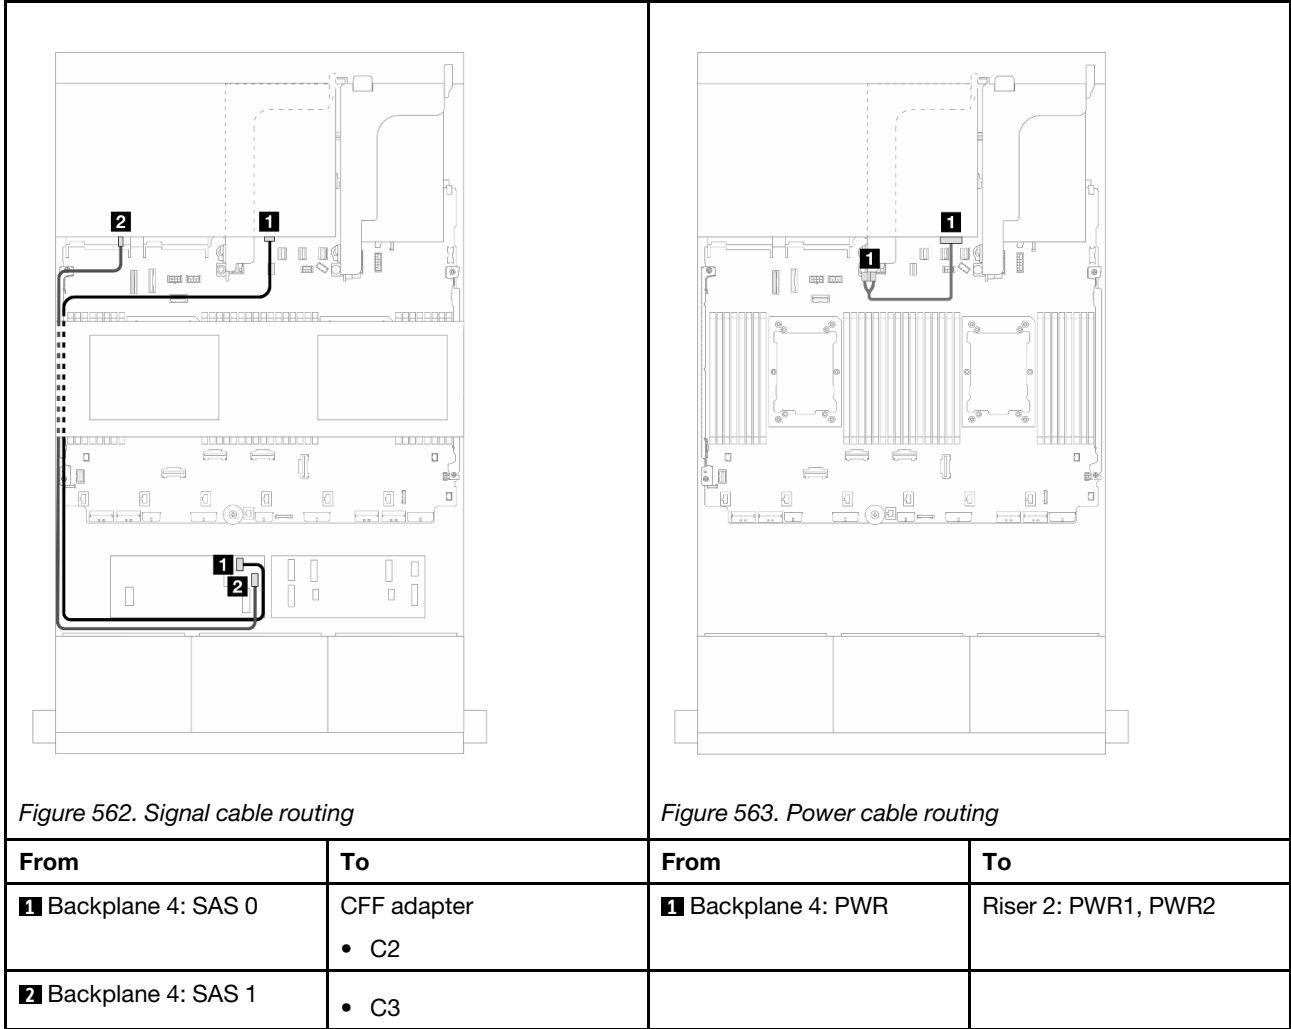 2
1
1
1
1
2
Figure 562. Signal cable routing
Figure 563. Power cable routing
From
To
From
To
1 Backplane 4: SAS 0
CFF adapter
• C2
1 Backplane 4: PWR
Riser 2: PWR1, PWR2
2 Backplane 4: SAS 1
• C3